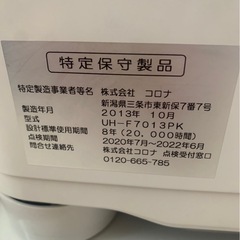 特定保守製品
特定製造事業者等名 株式会社 コロナ
新潟県三条市東新保7番7号
製造年月 2013年 10月
型式 UH-F7013PK
設計標準使用期間 8年(20,000時間)
点検期間 2020年7月~2022年6月
問合せ連絡先 株式会社コロナ 点検受付窓口
0120-665-785